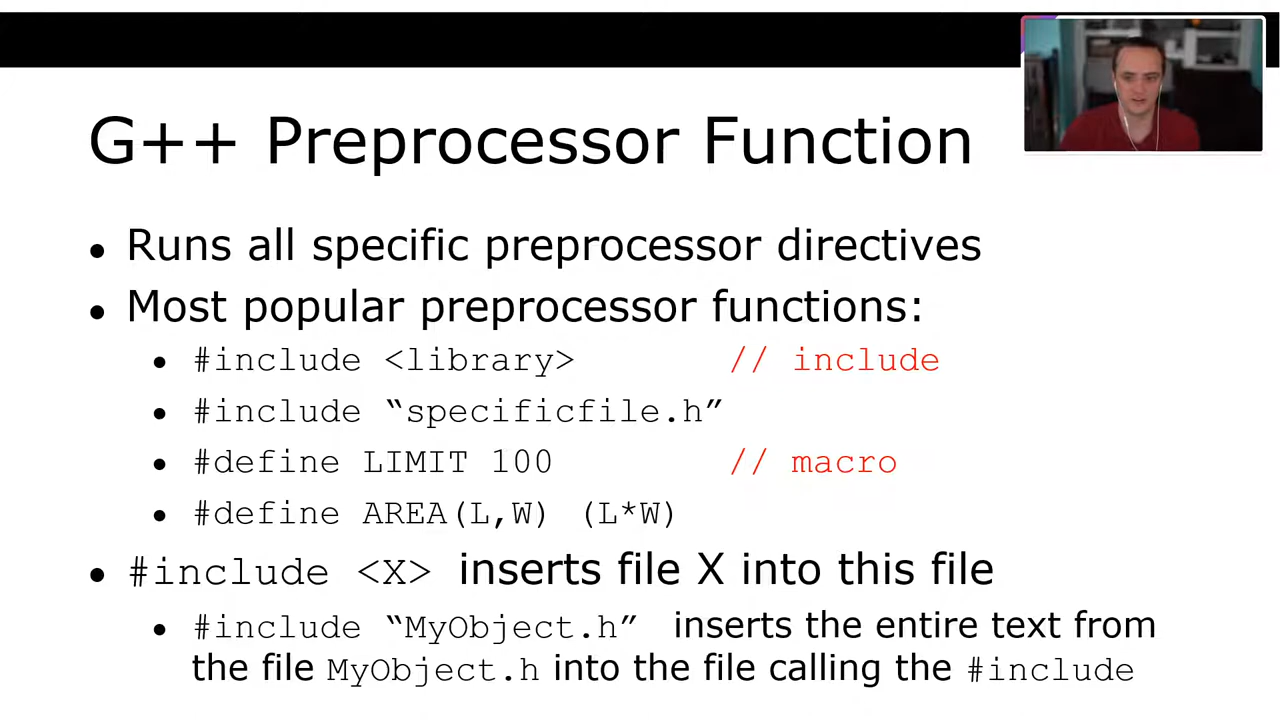 G++ Preprocessor Function
• Runs all specific preprocessor directives
• Most popular preprocessor functions:
• #include <library> // include
• #include “specificfile.h”
• #define LIMIT 100 // macro
• #define AREA(L,W) (L*W)
• #include <X> inserts file X into this file
• #include “MyObject.h” inserts the entire text from
the file MyObject.h into the file calling the #include